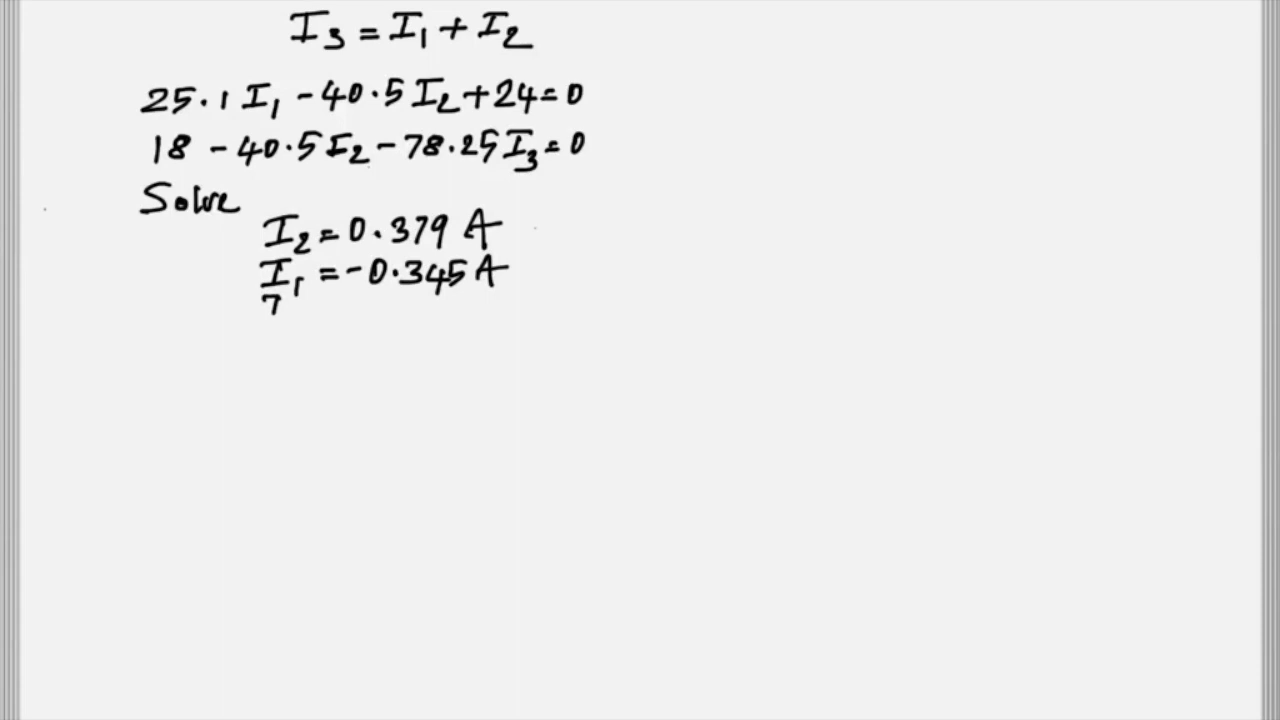 I₃ = I₁ + I₂
25.1 I₁ - 40.5 I₂ + 24 = 0
18 - 40.5 I₂ - 78.25 I₃ = 0
Solve
I₂ = 0.379 A
I₁ = -0.345 A
7